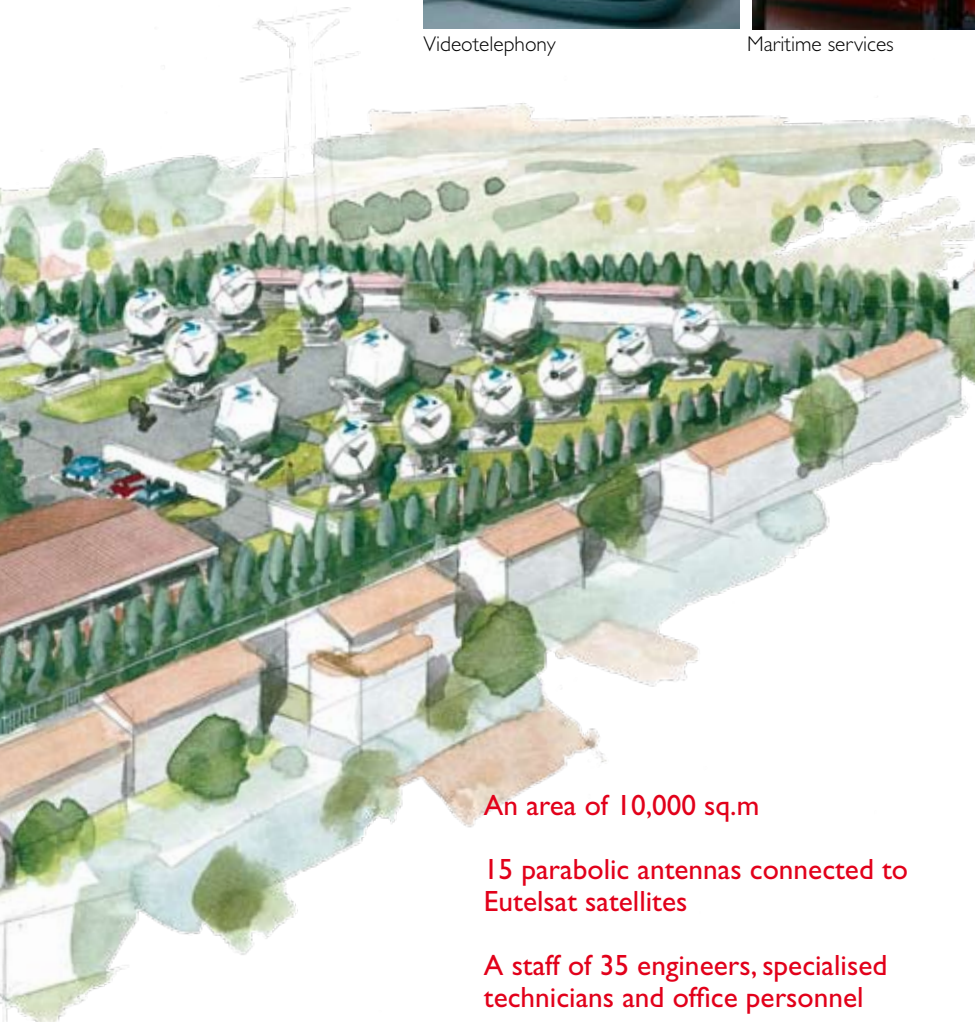 Videotelephony
Maritime services
An area of 10,000 sq.m
15 parabolic antennas connected to
Eutelsat satellites
A staff of 35 engineers, specialised
technicians and office personnel